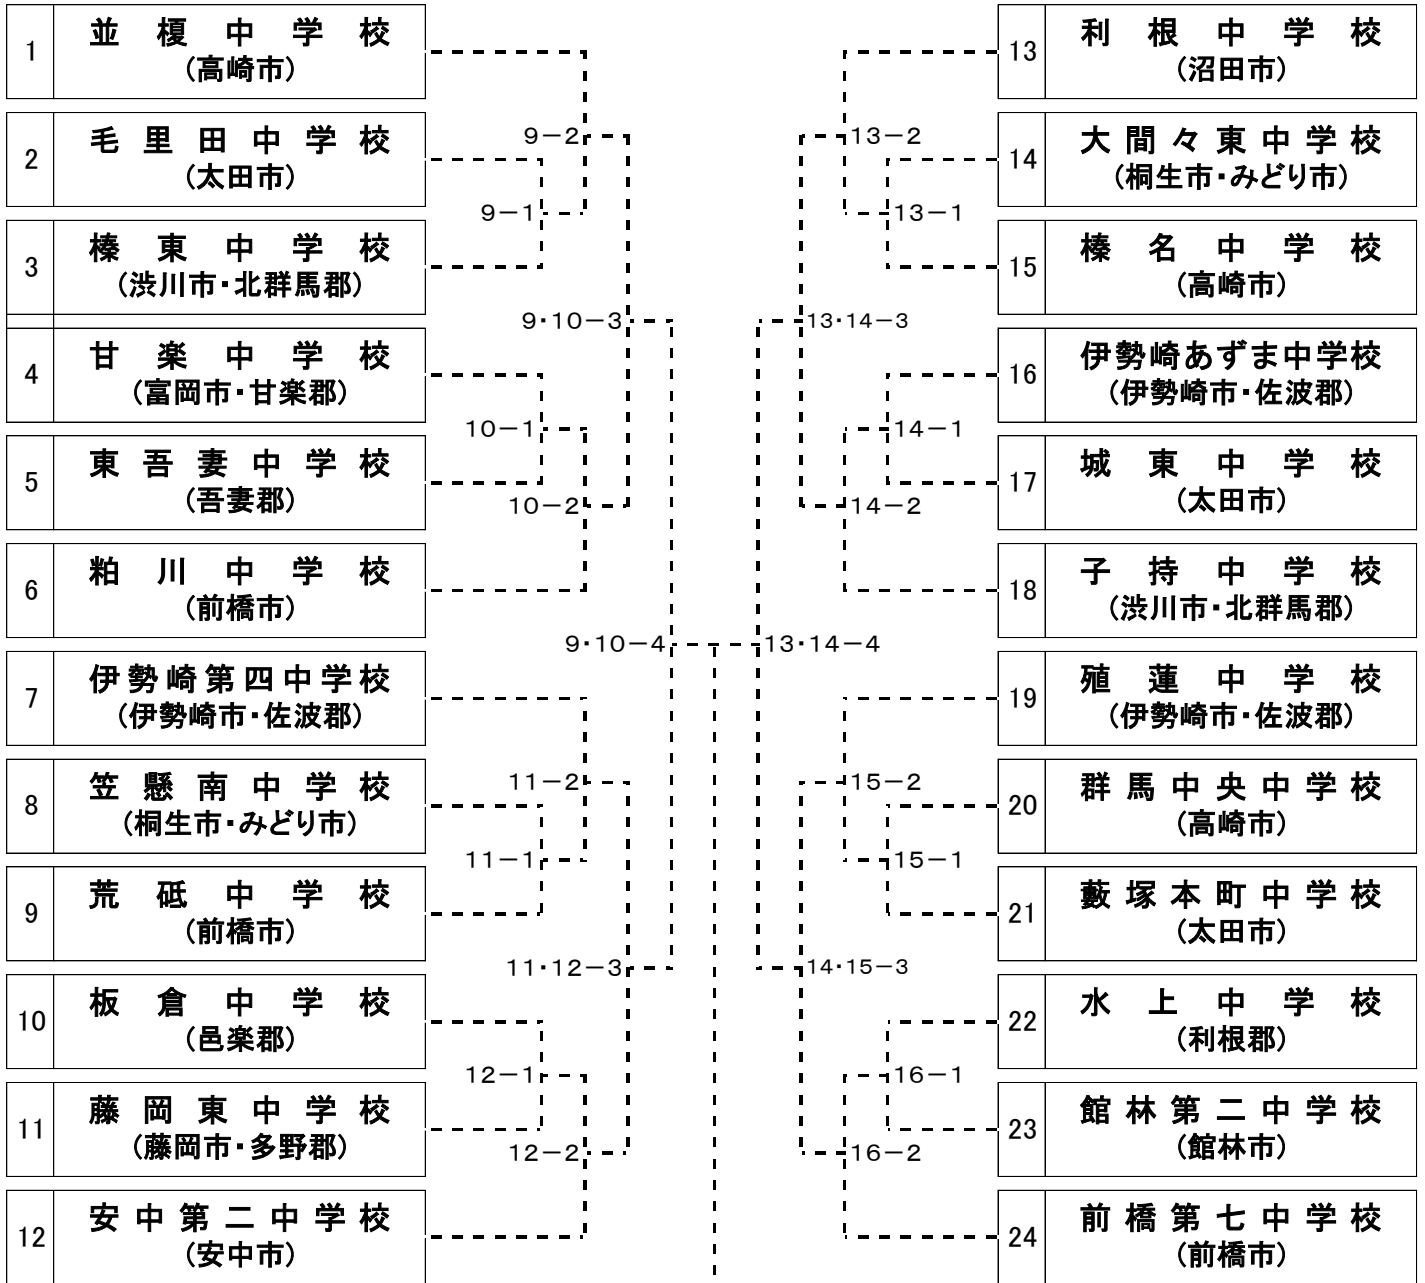 1
並榎中学校
(高崎市)
2
毛里田中学校
(太田市)
3
榛東中学校
(渋川市・北群馬郡)
4
甘楽中学校
(富岡市・甘楽郡)
5
東吾妻中学校
(吾妻郡)
6
粕川中学校
(前橋市)
7
伊勢崎第四中学校
(伊勢崎市・佐波郡)
8
笠懸南中学校
(桐生市・みどり市)
9
荒砥中学校
(前橋市)
10
板倉中学校
(邑楽郡)
11
藤岡東中学校
(藤岡市・多野郡)
12
安中第二中学校
(安中市)
9－2
9－1
9・10－3
10－1
10－2
9・10－4
11－2
11－1
11・12－3
12－1
12－2
13－2
13－1
13・14－3
14－1
14－2
13・14－4
15－2
15－1
14・15－3
16－1
16－2
13
利根中学校
(沼田市)
14
大間々東中学校
(桐生市・みどり市)
15
榛名中学校
(高崎市)
16
伊勢崎あずま中学校
(伊勢崎市・佐波郡)
17
城東中学校
(太田市)
18
子持中学校
(渋川市・北群馬郡)
19
殖蓮中学校
(伊勢崎市・佐波郡)
20
群馬中央中学校
(高崎市)
21
藪塚本町中学校
(太田市)
22
水上中学校
(利根郡)
23
館林第二中学校
(館林市)
24
前橋第七中学校
(前橋市)